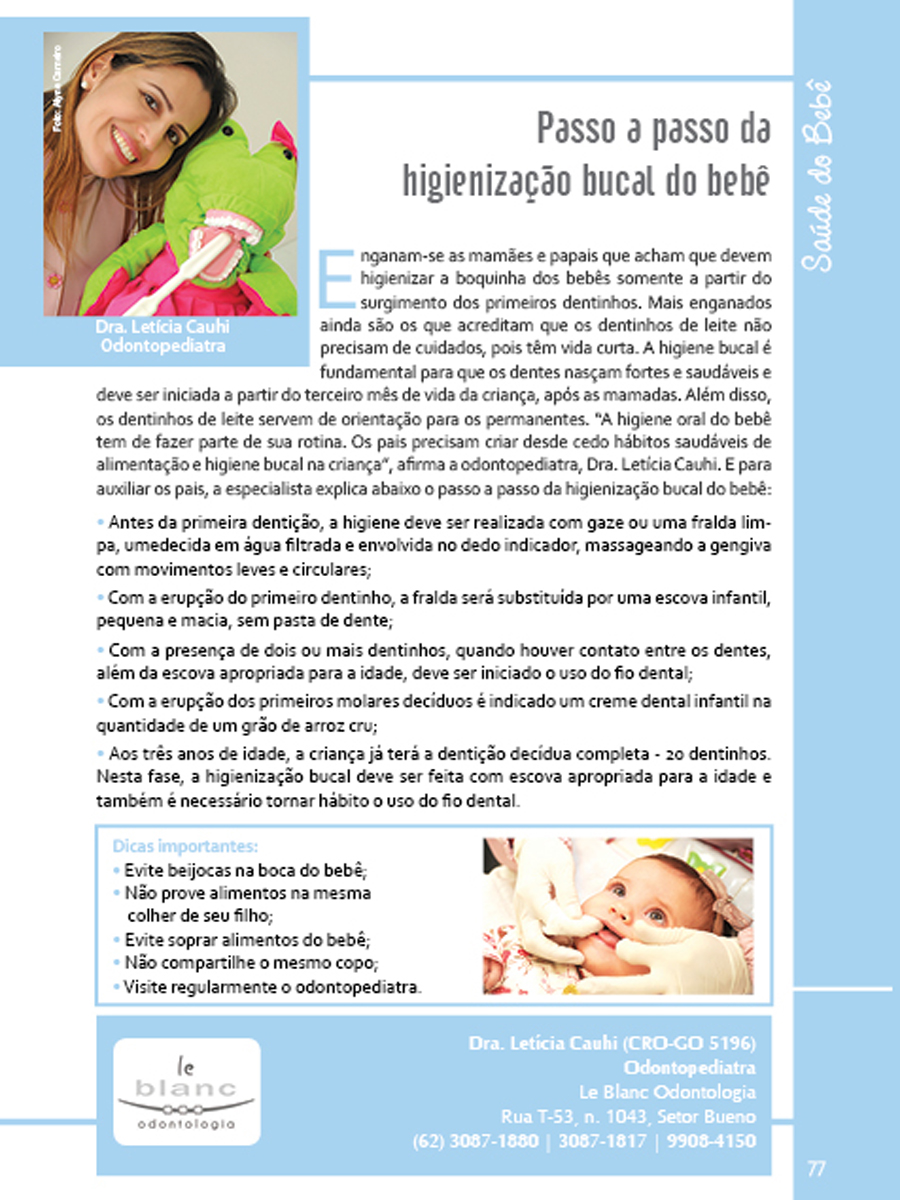 Foto: Alyne Carneiro
Dra. Letícia Cauhi
Odontopediatra
Saúde do Bebê
Passo a passo da
higienização bucal do bebê
Enganam-se as mamães e papais que acham que devem
higienizar a boquinha dos bebês somente a partir do
surgimento dos primeiros dentinhos. Mais enganados
ainda são os que acreditam que os dentinhos de leite não
precisam de cuidados, pois têm vida curta. A higiene bucal é
fundamental para que os dentes nasçam fortes e saudáveis e
deve ser iniciada a partir do terceiro mês de vida da criança, após as mamadas. Além disso,
os dentinhos de leite servem de orientação para os permanentes. "A higiene oral do bebê
tem de fazer parte de sua rotina. Os pais precisam criar desde cedo hábitos saudáveis de
alimentação e higiene bucal na criança", afirma a odontopediatra, Dra. Letícia Cauhi. E para
auxiliar os pais, a especialista explica abaixo o passo a passo da higienização bucal do bebê:
• Antes da primeira dentição, a higiene deve ser realizada com gaze ou uma fralda lim-
pa, umedecida em água filtrada e envolvida no dedo indicador, massageando a gengiva
com movimentos leves e circulares;
• Com a erupção do primeiro dentinho, a fralda será substituída por uma escova infantil,
pequena e macia, sem pasta de dente;
• Com a presença de dois ou mais dentinhos, quando houver contato entre os dentes,
além da escova apropriada para a idade, deve ser iniciado o uso do fio dental;
• Com a erupção dos primeiros molares decíduos é indicado um creme dental infantil na
quantidade de um grão de arroz cru;
• Aos três anos de idade, a criança já terá a dentição decídua completa - 20 dentinhos.
Nesta fase, a higienização bucal deve ser feita com escova apropriada para a idade e
também é necessário tornar hábito o uso do fio dental.
Dicas importantes:
• Evite beijocas na boca do bebê;
• Não prove alimentos na mesma
colher de seu filho;
• Evite soprar alimentos do bebê;
• Não compartilhe o mesmo copo;
• Visite regularmente o odontopediatra.
le
blanc
odontologia
Dra. Letícia Cauhi (CRO-GO 5196)
Odontopediatra
Le Blanc Odontologia
Rua T-53, n. 1043, Setor Bueno
(62) 3087-1880 | 3087-1817 | 9908-4150
77